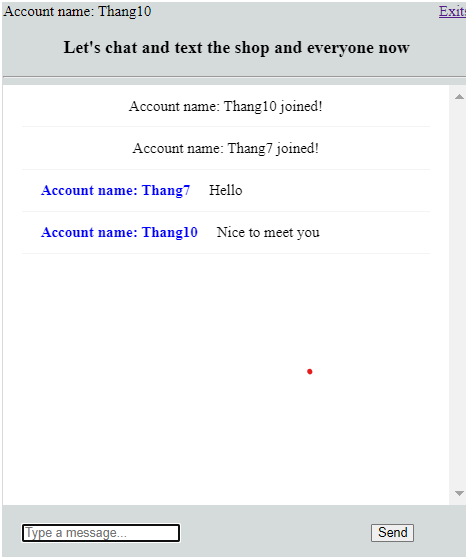 Account name: Thang10 Exits
Let's chat and text the shop and everyone now
Account name: Thang10 joined!
Account name: Thang7 joined!
Account name: Thang7 Hello
Account name: Thang10 Nice to meet you
Type a message... Send